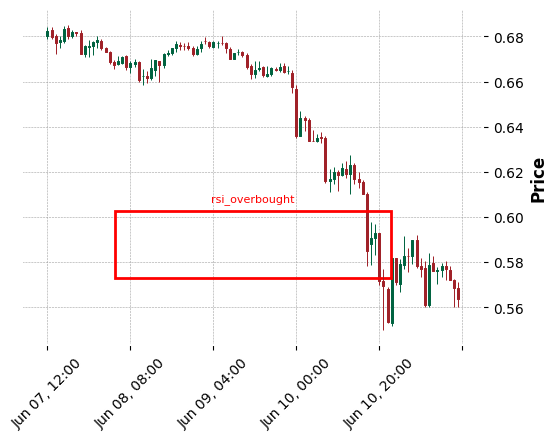 0.68
0.66
0.64
0.62
rsi_overbought
0.60
0.58
0.56
Price
Jun 07, 12:00
Jun 08, 08:00
Jun 09, 04:00
Jun 10, 00:00
Jun 10, 20:00